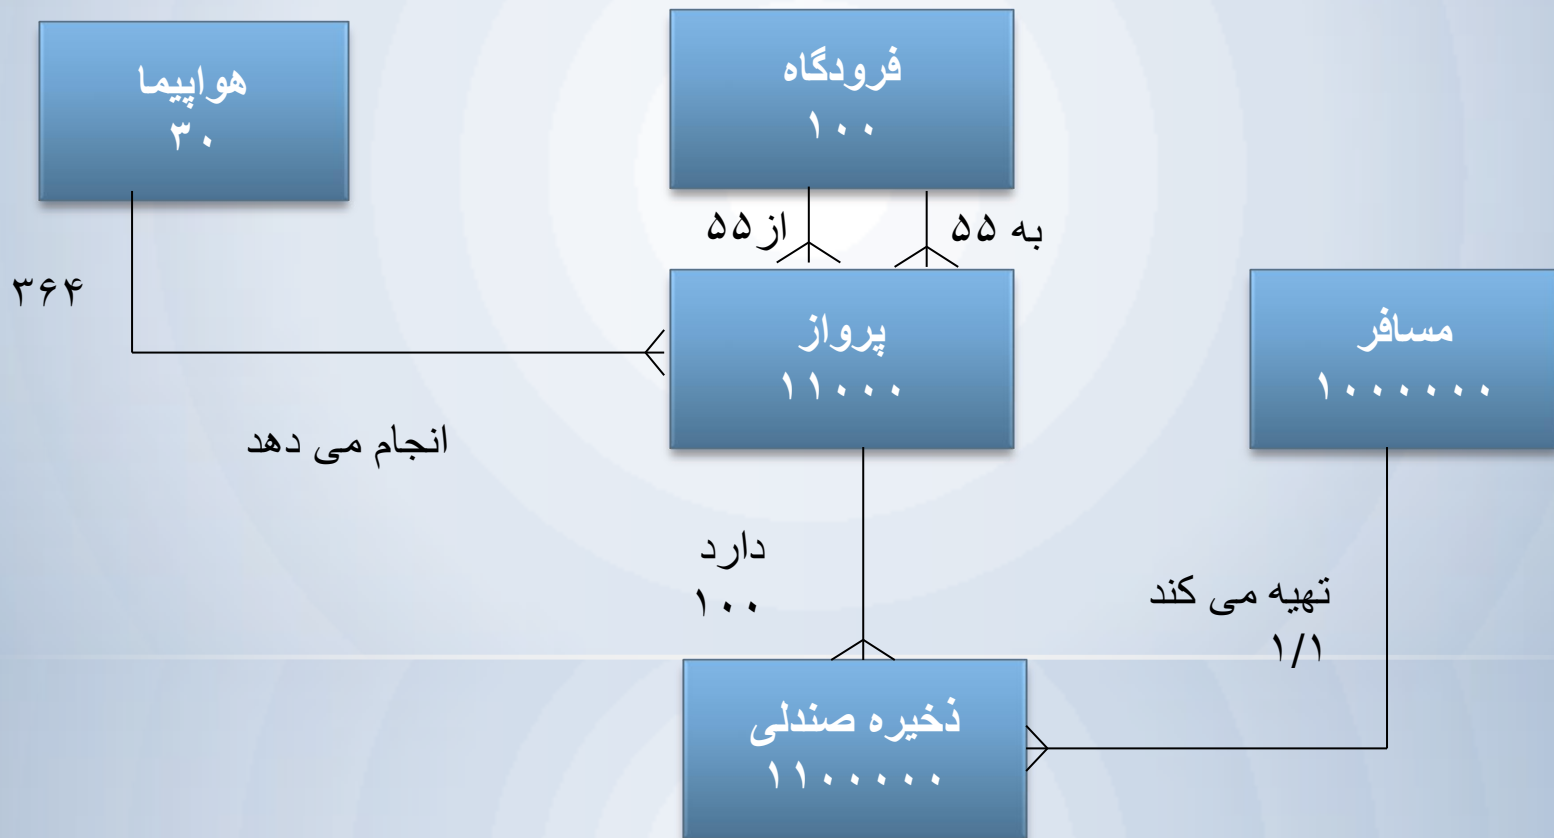 هواپیما
۳۰
فرودگاه
۱۰۰
از ۵۵
به ۵۵
۳۶۴
پرواز
۱۱۰۰۰
مسافر
۱۰۰۰۰۰۰
انجام می دهد
دارد
۱۰۰
تهیه می کند
۱/۱
ذخیره صندلی
۱۱۰۰۰۰۰